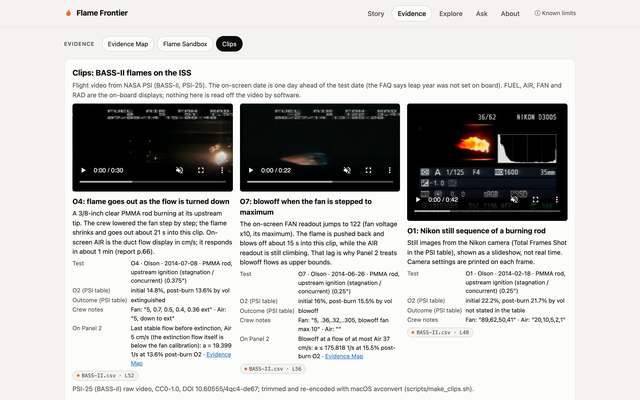 Flame Frontier
Story
Evidence
Explore
Ask
About
Known limits
EVIDENCE
Evidence Map
Flame Sandbox
Clips
Clips: BASS-II flames on the ISS
Flight video from NASA PSI (BASS-II, PSI-25). The on-screen date is one day ahead of the test date (the FAQ says leap year was not set on board). FUEL, AIR, FAN and
RAD are the on-board displays; nothing here is read off the video by software.
0:00 / 0:30
O4: flame goes out as the flow is turned down
A 3/8-inch clear PMMA rod burning at its upstream
tip. The crew lowered the fan step by step; the flame
shrinks and goes out about 21 s into this clip. On-
screen AIR is the duct flow display in cm/s; it responds
in about 1 min (report p.66).
Test
O4 · Olson · 2014-07-08 · PMMA rod,
upstream ignition (stagnation /
concurrent) (0.375")
O2 (PSI table)
initial 14.8%, post-burn 13.6% by vol
Outcome (PSI table)
extinguished
Crew notes
Fan: "5, 0.7, 0.5, 0.4, 0.36 ext" · Air:
"5, down to ext"
On Panel 2
Last stable flow before extinction, Air
5 cm/s (the extinction flow itself is
below the fan calibration): a = 19.399
1/s at 13.6% post-burn O2 · Evidence
Map
BASS-II.csv · L52
0:00 / 0:22
O7: blowoff when the fan is stepped to
maximum
The on-screen FAN readout jumps to 122 (fan voltage
x10, its maximum). The flame is pushed back and
blows off about 15 s into this clip, while the AIR
readout is still climbing. That lag is why Panel 2 treats
blowoff flows as upper bounds.
Test
O7 · Olson · 2014-06-26 · PMMA rod,
upstream ignition (stagnation /
concurrent) (0.25")
O2 (PSI table)
initial 16%, post-burn 15.5% by vol
Outcome (PSI table)
blowoff
Crew notes
Fan: "5, .36,.32,..305, blowoff fan
max 10" · Air: ""
On Panel 2
Blowoff at a flow of at most Air 37
cm/s: a ≤ 175.818 1/s at 15.5% post-
burn O2 · Evidence Map
BASS-II.csv · L56
36/62
NIKON D300S
A 1/125 F4
1600
35mm
0:00 / 0:42
O1: Nikon still sequence of a burning rod
Still images from the Nikon camera (Total Frames Shot
in the PSI table), shown as a slideshow, not real time.
Camera settings are printed on each frame.
Test
O1 · Olson · 2014-02-18 · PMMA rod,
upstream ignition (stagnation /
concurrent) (0.25")
O2 (PSI table)
initial 22.2%, post-burn 21.7% by vol
Outcome (PSI table)
not stated in the table
Crew notes
Fan: "89,62,50,41" · Air: "20,10,5,2,1"
BASS-II.csv · L48
PSI-25 (BASS-II) raw video, CC0-1.0, DOI 10.60555/4qc4-de67; trimmed and re-encoded with macOS avconvert (scripts/make_clips.sh).